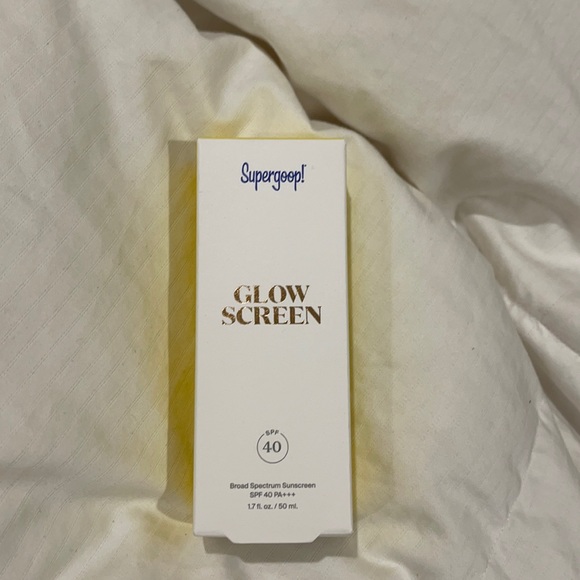 Supergoop!
GLOW
SCREEN
SPF
40
Broad Spectrum Sunscreen
SPF 40 PA+++
1.7 fl. oz. / 50 ml.